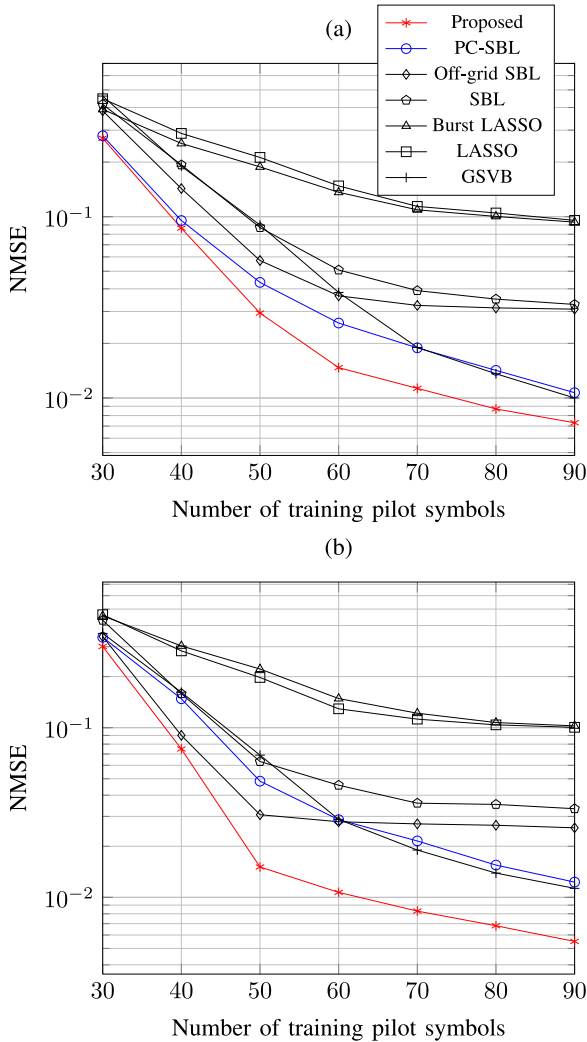 (a)
Proposed
PC-SBL
Off-grid SBL
SBL
Burst LASSO
LASSO
GSVB
NMSE
10⁻¹
10⁻²
30 40 50 60 70 80 90
Number of training pilot symbols
(b)
NMSE
10⁻¹
10⁻²
30 40 50 60 70 80 90
Number of training pilot symbols